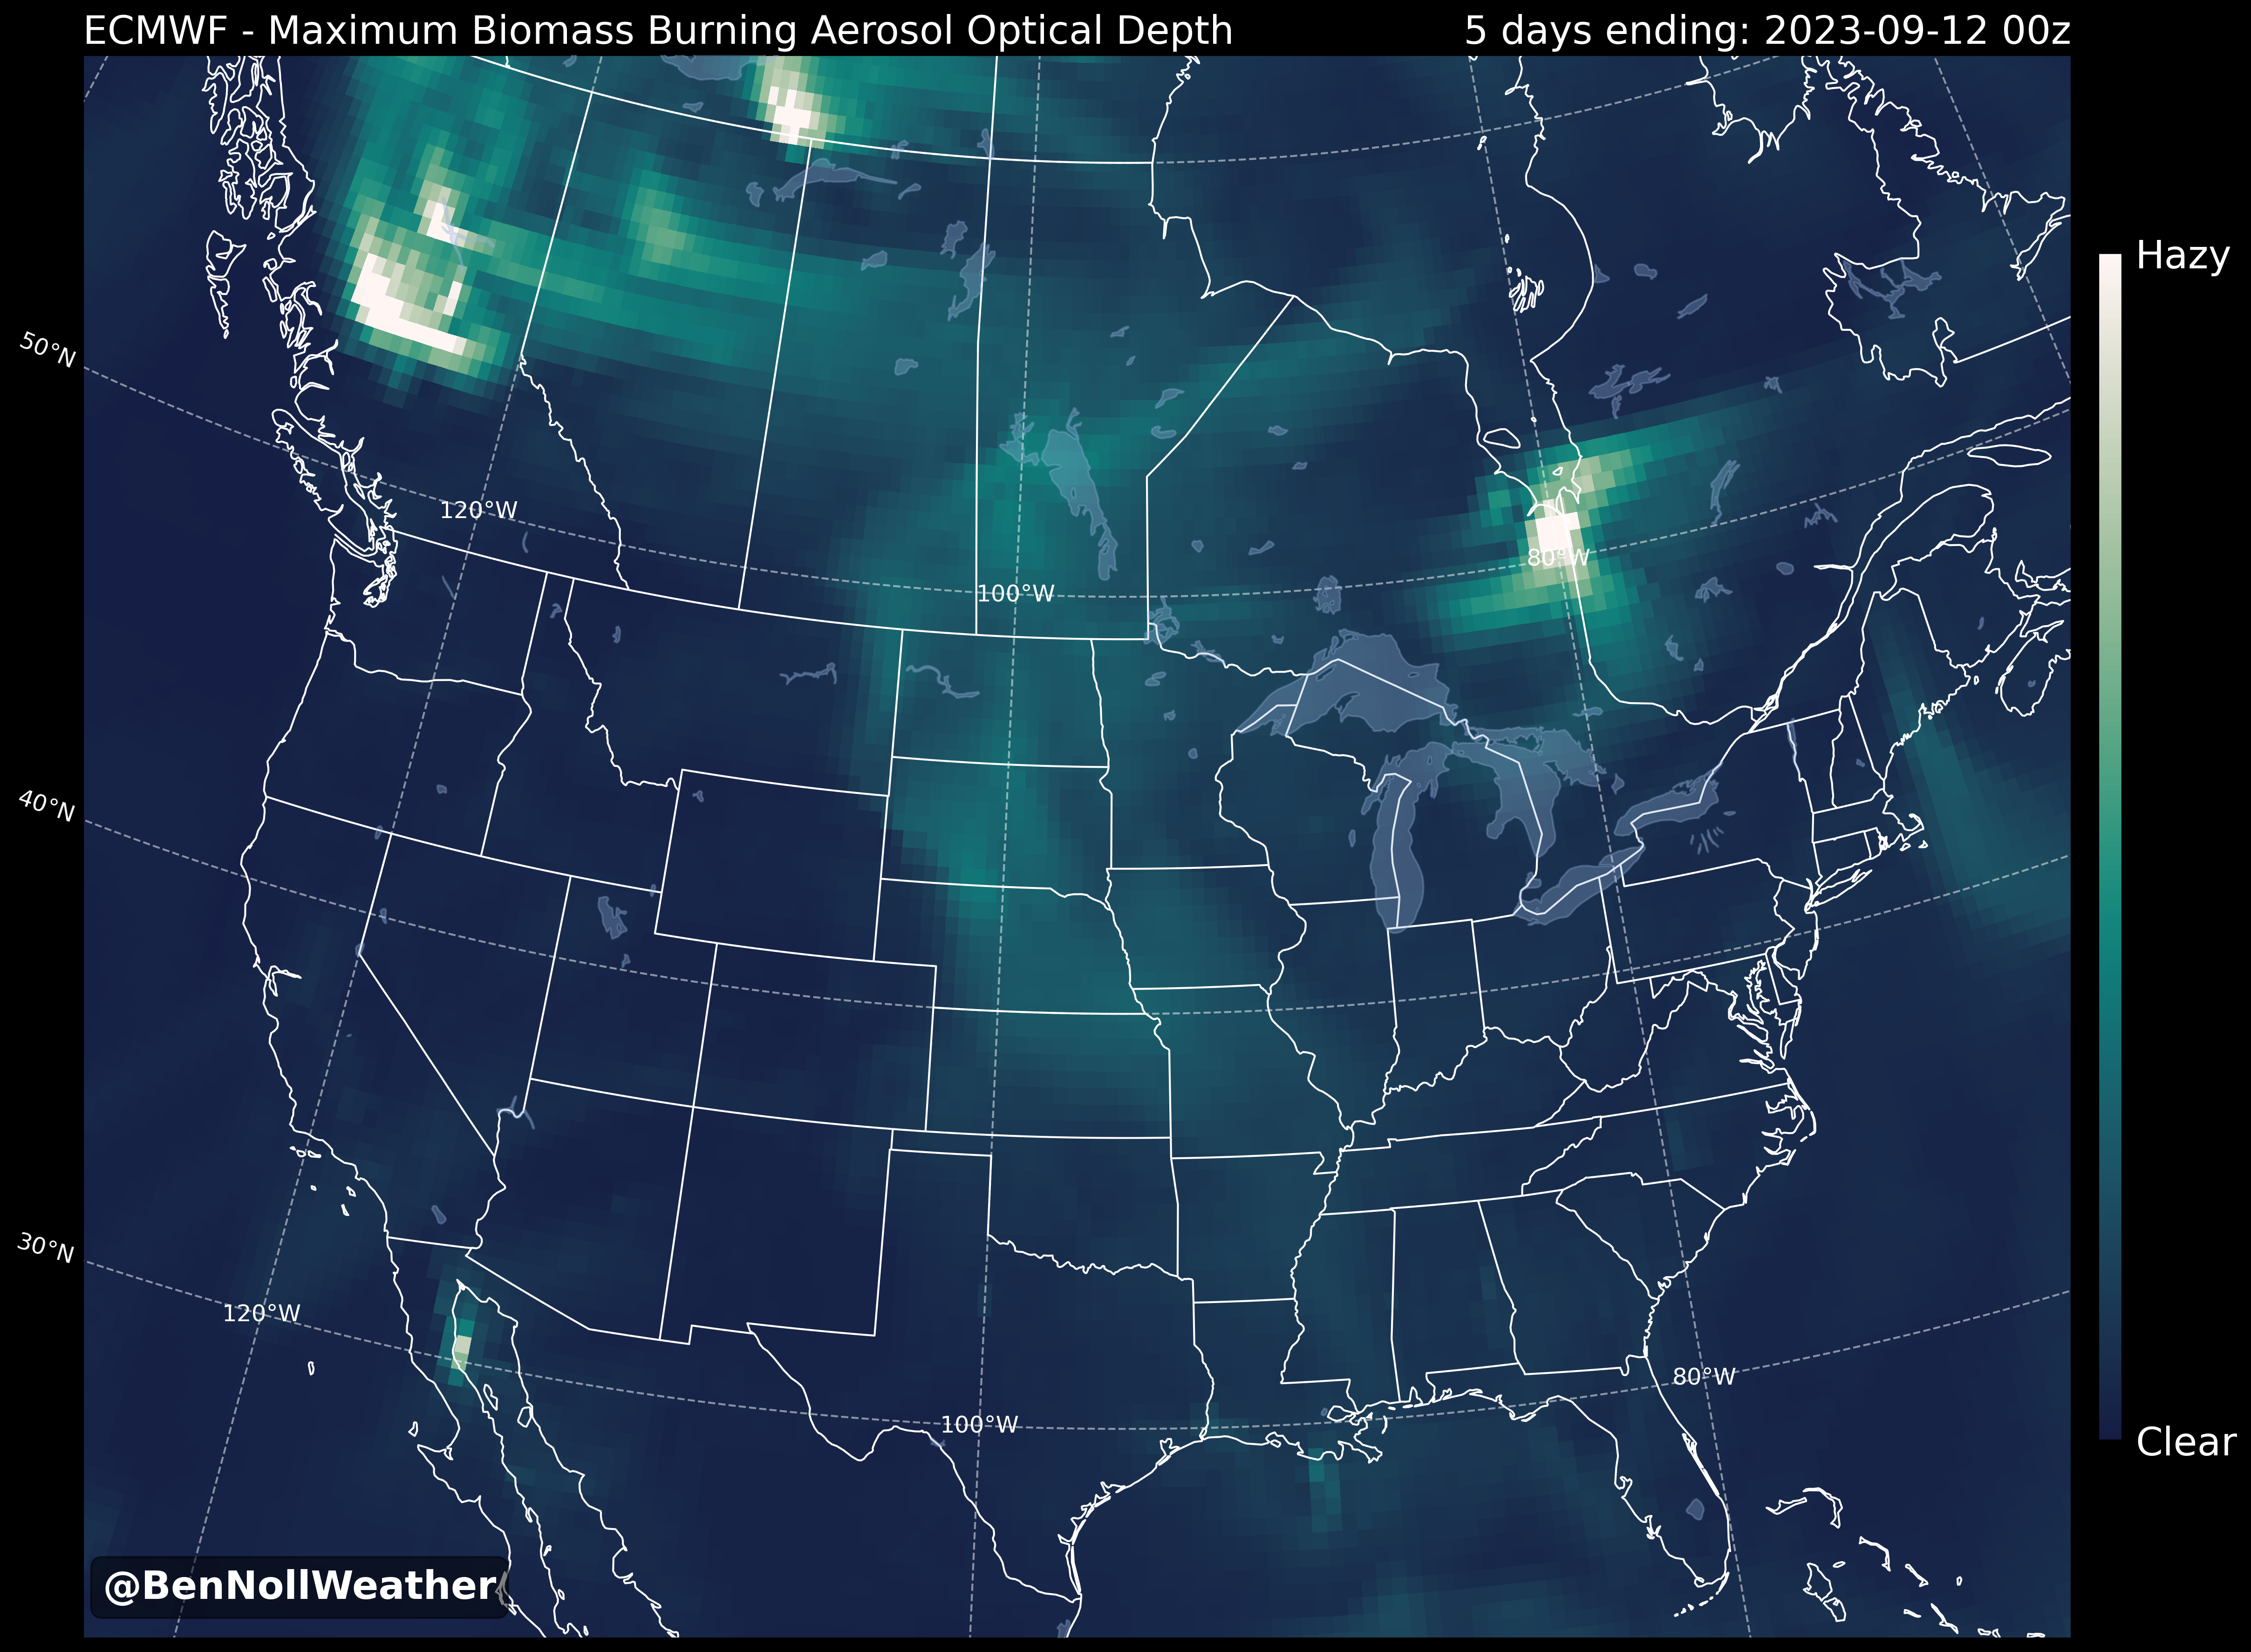 ECMWF - Maximum Biomass Burning Aerosol Optical Depth
5 days ending: 2023-09-12 00z
Hazy
50°N
120°W
80°W
100°W
40°N
30°N
120°W
80°W
100°W
Clear
@BenNollWeather